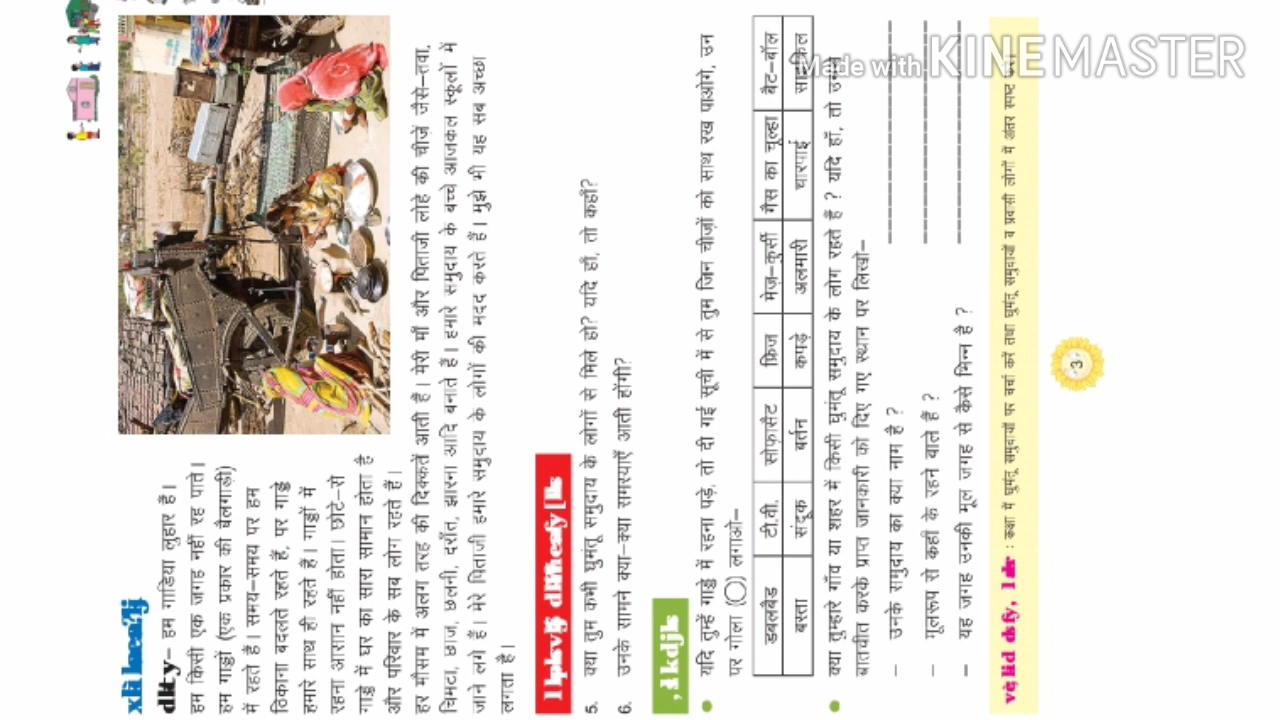 – हम गाडिया लुहार हैं।
हम किसी एक जगह नहीं रह पाते।
हम गाड्डों (एक प्रकार की बैलगाड़ी)
में रहते हैं। समय-समय पर हम
ठिकाना बदलते रहते हैं, पर गाड्डे
हमारे साथ ही रहते हैं। गाड्डों में
रहना आसान नहीं होता। छोटे-से
गाड्डे में घर का सारा सामान होता है
और परिवार के सब लोग रहते हैं।
हर मौसम में अलग तरह की दिक्कतें आती हैं। मेरी माँ और पिताजी लोहे की चीज़ें जैसे-तवा,
चिमटा, छाज, छलनी, दराँत, झारना आदि बनाते हैं। हमारे समुदाय के बच्चे आजकल स्कूलों में
जाने लगे हैं। मेरे पिताजी हमारे समुदाय के लोगों की मदद करते हैं। मुझे भी यह सब अच्छा
लगता है।
5. क्या तुम कभी घुमंतू समुदाय के लोगों से मिले हो? यदि हाँ, तो कहाँ?
6. उनके सामने क्या-क्या समस्याएँ आती होंगी?
• यदि तुम्हें गाड्डे में रहना पड़े, तो दी गई सूची में से तुम जिन चीज़ों को साथ रख पाओगे, उन
पर गोला (◯) लगाओ–
डबलबैड टी.वी. सोफ़ासैट फ्रिज मेज़-कुर्सी गैस का चूल्हा बैट-बॉल
बस्ता संदूक बर्तन कपड़े अलमारी चारपाई साइकिल
• क्या तुम्हारे गाँव या शहर में किसी घुमंतू समुदाय के लोग रहते हैं ? यदि हाँ, तो उनसे
बातचीत करके प्राप्त जानकारी को दिए गए स्थान पर लिखो–
– उनके समुदाय का क्या नाम है ?
– मूलरूप से कहाँ के रहने वाले हैं ?
– यह जगह उनकी मूल जगह से कैसे भिन्न है ?
: कक्षा में घुमंतू समुदायों पर चर्चा करें तथा घुमंतू समुदायों व प्रवासी लोगों में अंतर स्पष्ट करें।
3
Made with KINEMASTER